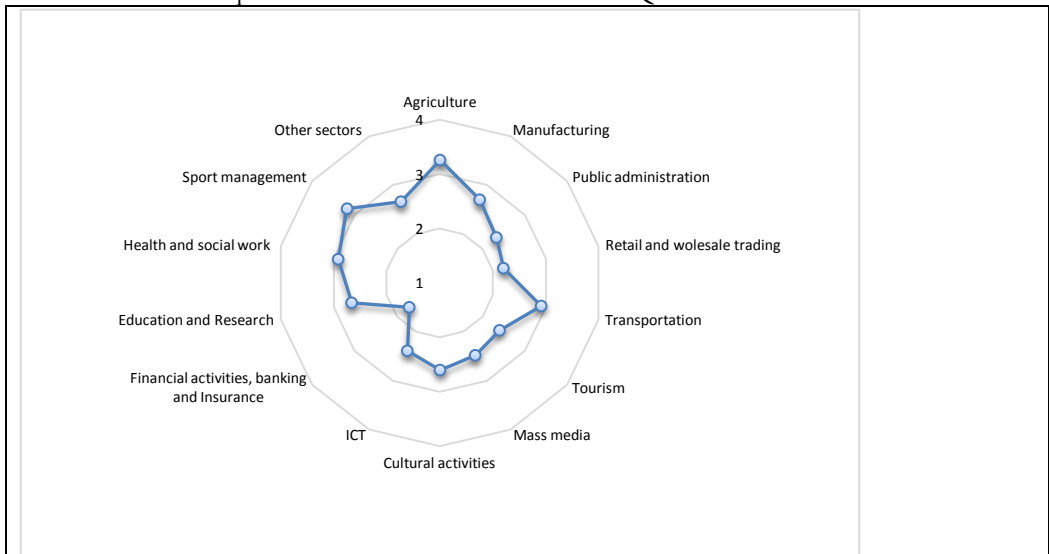 Agriculture
4
Other sectors
Manufacturing
3
Sport management
Public administration
2
Health and social work
Retail and wolesale trading
1
Education and Research
Transportation
Financial activities, banking
and Insurance
Tourism
ICT
Mass media
Cultural activities